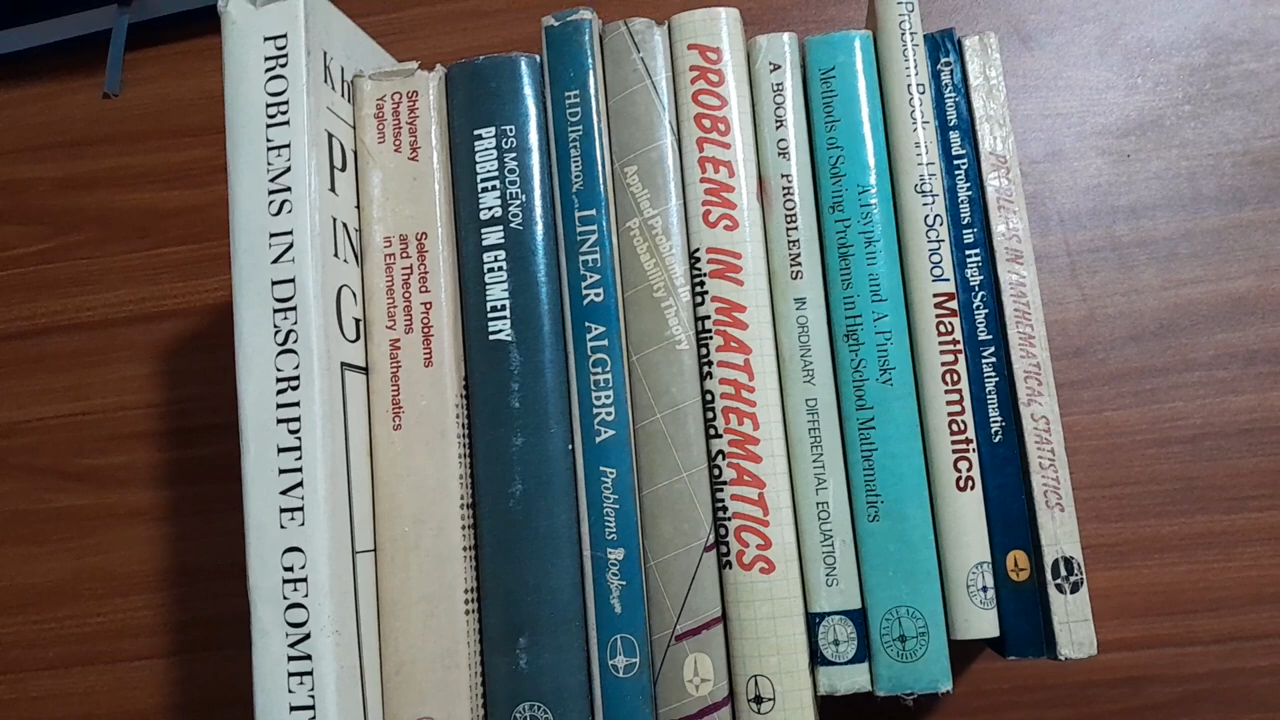 PROBLEMS IN DESCRIPTIVE GEOMET
Shklyarsky
Chentsov
Yaglom
Selected Problems
and Theorems
in Elementary Mathematics
P.S. MODENOV
PROBLEMS IN GEOMETRY
H.D. Ikramov
LINEAR ALGEBRA
Problems Book
Applied Problems in
Probability Theory
PROBLEMS IN MATHEMATICS
with Hints and Solutions
A BOOK OF PROBLEMS IN ORDINARY DIFFERENTIAL EQUATIONS
A. Tsypkin and A. Pinsky
Methods of Solving Problems in High-School Mathematics
Problem Book in High-School Mathematics
Questions and Problems in High-School Mathematics
PROBLEMS IN MATHEMATICAL STATISTICS